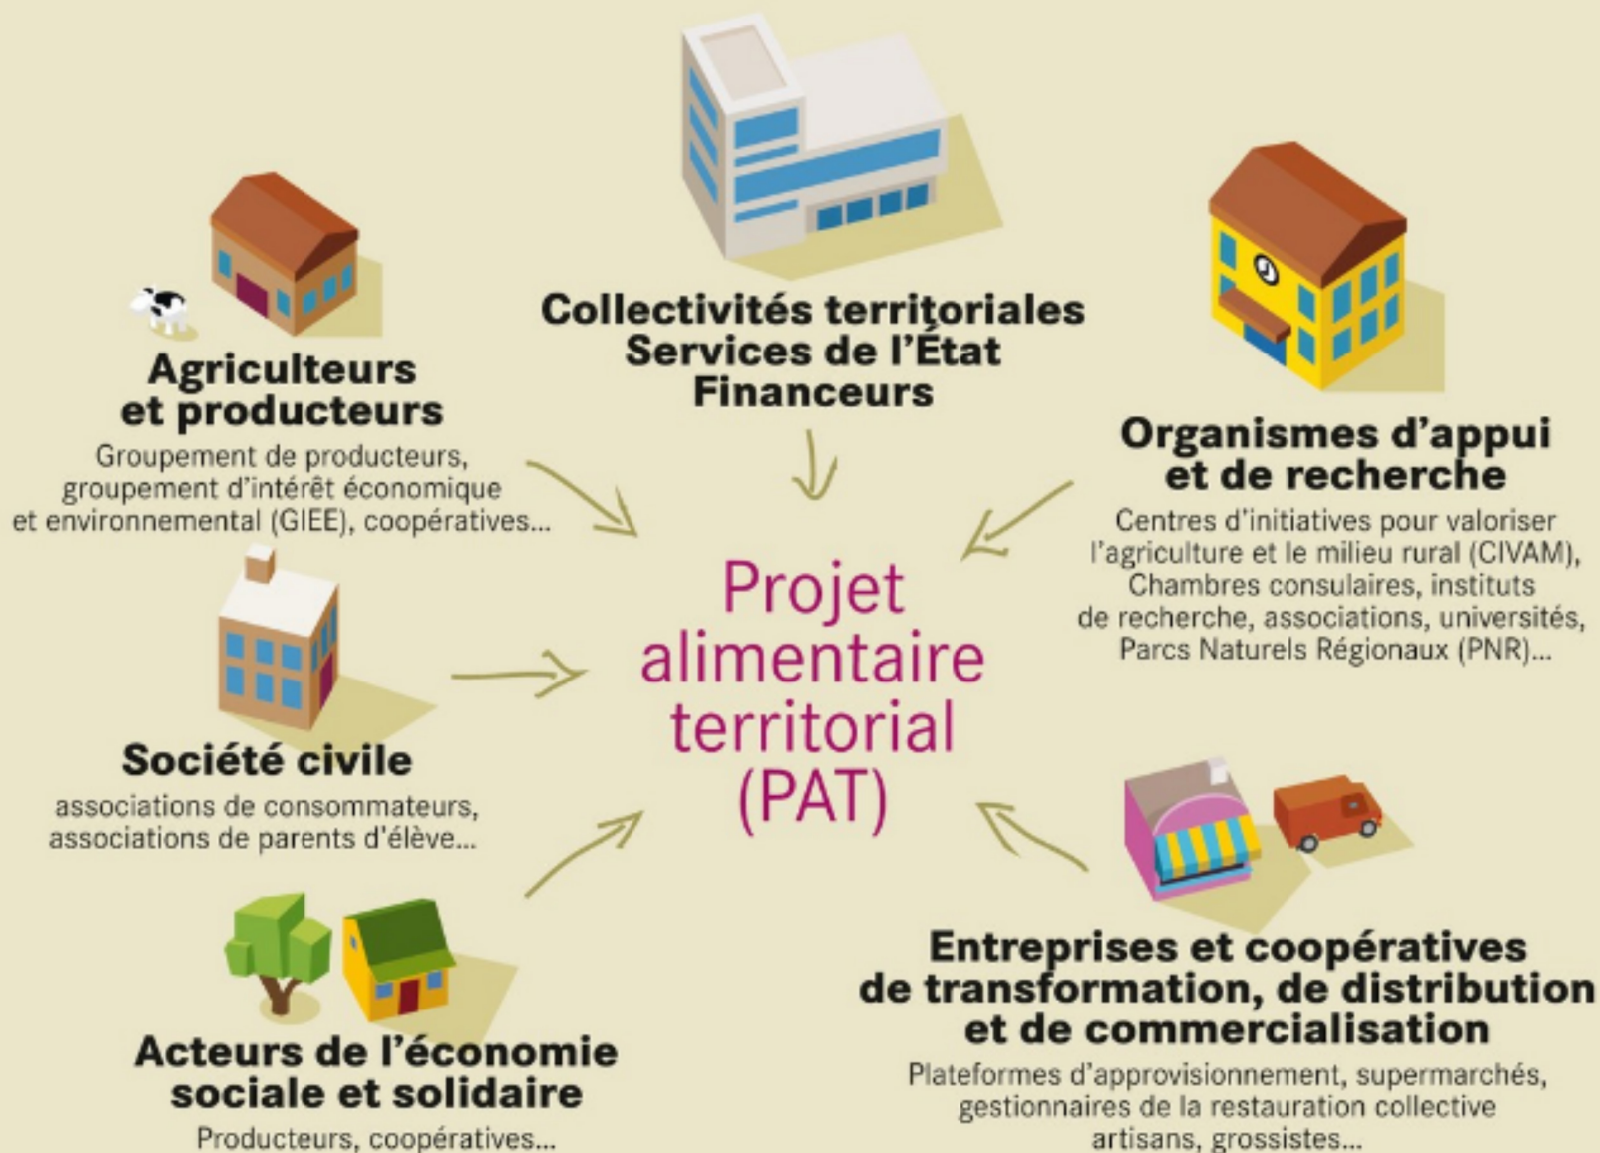 Collectivités territoriales
Services de l'État
Financeurs
Agriculteurs
et producteurs
Groupement de producteurs,
groupement d'intérêt économique
et environnemental (GIEE), coopératives...
Organismes d'appui
et de recherche
Centres d'initiatives pour valoriser
l'agriculture et le milieu rural (CIVAM),
Chambres consulaires, instituts
de recherche, associations, universités,
Parcs Naturels Régionaux (PNR)...
Projet
alimentaire
territorial
(PAT)
Société civile
associations de consommateurs,
associations de parents d'élève...
Acteurs de l'économie
sociale et solidaire
Producteurs, coopératives...
Entreprises et coopératives
de transformation, de distribution
et de commercialisation
Plateformes d'approvisionnement, supermarchés,
gestionnaires de la restauration collective
artisans, grossistes...